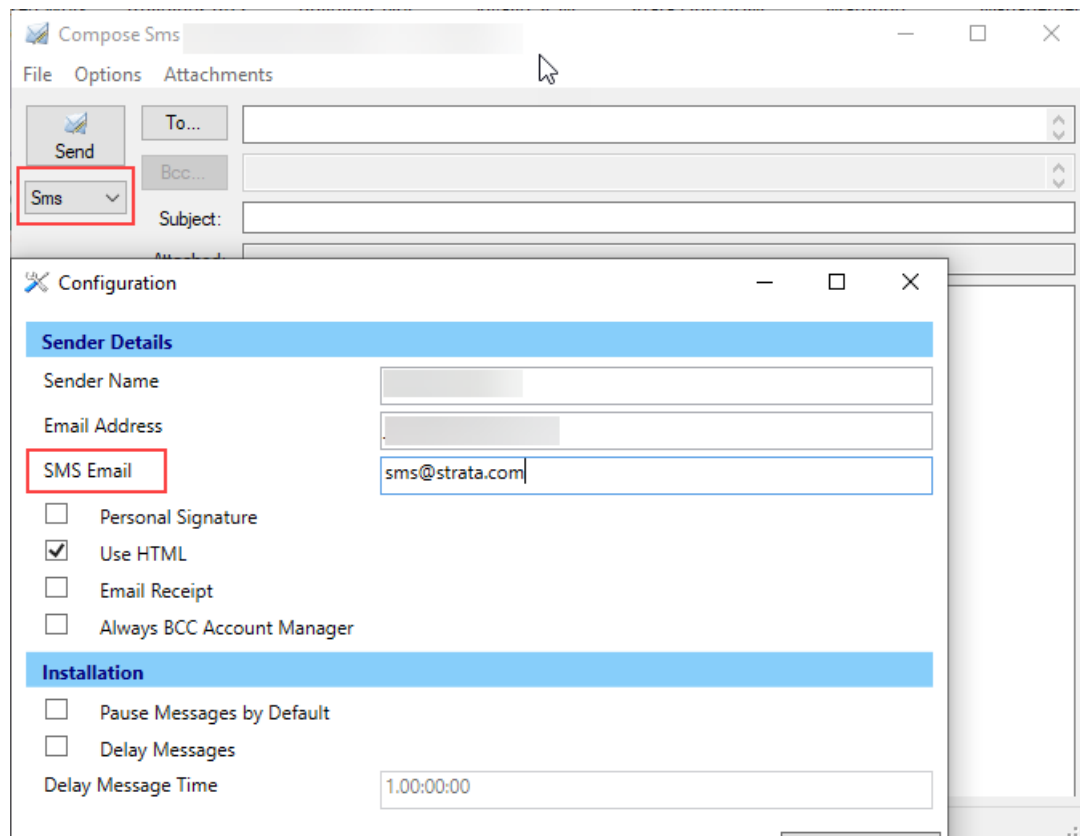 Compose Sms
File Options Attachments
Send
To...
Bcc...
Sms
Subject:
Attached:
Configuration
Sender Details
Sender Name
Email Address
SMS Email
sms@strata.com
Personal Signature
Use HTML
Email Receipt
Always BCC Account Manager
Installation
Pause Messages by Default
Delay Messages
Delay Message Time
1.00:00:00